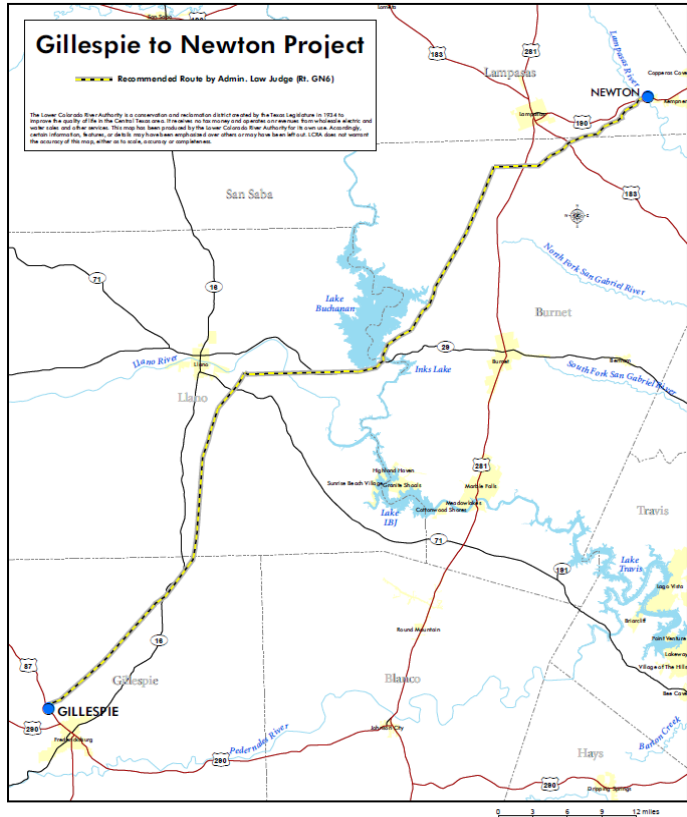 Gillespie to Newton Project
Recommended Route by Admin. Low Judge (Rt. GN6)
The Lower Colorado River Authority is a conservation and reclamation district created by the Texas Legislature in 1934 to
improve the quality of life in the Central Texas area. It receives no tax money and operates on revenues from wholesale electric and
water sales and other services. This map has been produced by the Lower Colorado River Authority for its own use. Accordingly,
certain information, features, or details may have been emphasized over others or may have been left out. LCRA does not warrant
the accuracy of this map, either as to scale, accuracy or completeness.
San Saba
183
281
Lampasas
Lampasas River
Copperas Cove
NEWTON
Kempner
Lampasas
190
183
San Saba
71
16
North Fork San Gabriel River
Lake
Buchanan
Burnet
29
Llano River
Llano
Burnet
Bertram
Inks Lake
South Fork San Gabriel River
Llano
281
Highland Haven
Sunrise Beach Village
Granite Shoals
Marble Falls
Meadowlakes
Cottonwood Shores
Lake
LBJ
Travis
71
Lake
Travis
191
Lago Vista
Briarcliff
Round Mountain
Point Venture
Lakeway
Village of The Hills
16
87
Gillespie
Blanco
Bee Cave
GILLESPIE
290
Fredericksburg
Pedernales River
Johnson City
Barton Creek
290
Hays
290
Dripping Springs
0 3 6 9 12 miles